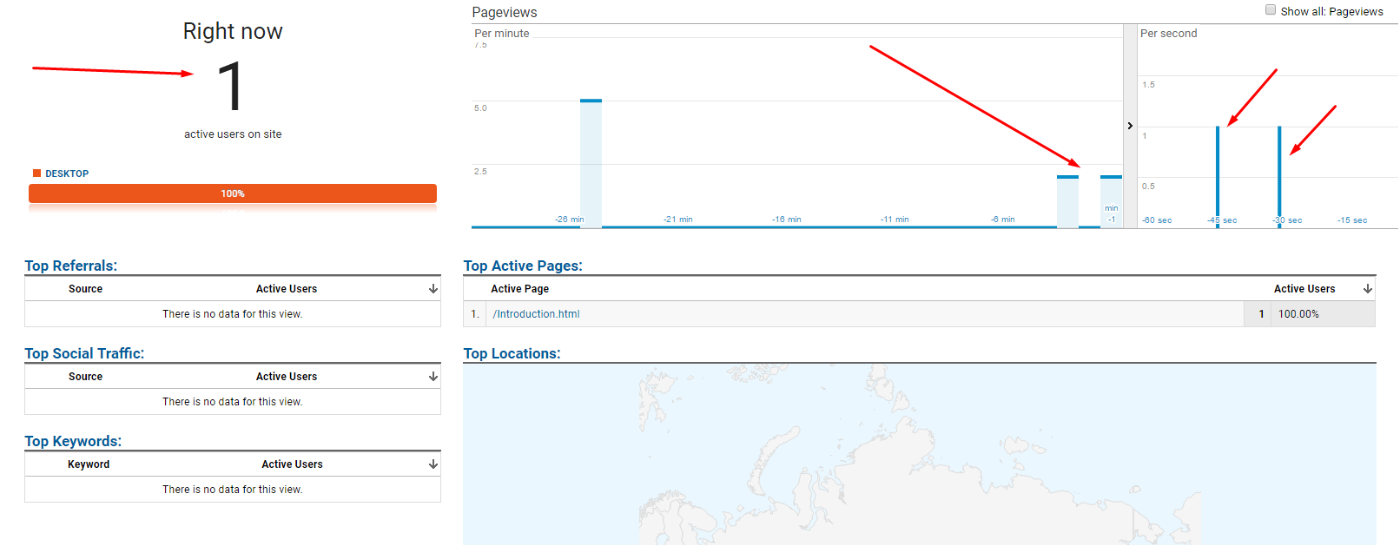 Right now
1
active users on site
DESKTOP
100%
Pageviews
Show all: Pageviews
Per minute
7.5
5.0
2.5
-26 min
-21 min
-16 min
-11 min
-6 min
min
-1
Per second
1.5
1
0.5
-60 sec
-45 sec
-30 sec
-15 sec
Top Referrals:
Source Active Users
There is no data for this view.
Top Social Traffic:
Source Active Users
There is no data for this view.
Top Keywords:
Keyword Active Users
There is no data for this view.
Top Active Pages:
Active Page Active Users
1. /Introduction.html 1 100.00%
Top Locations: